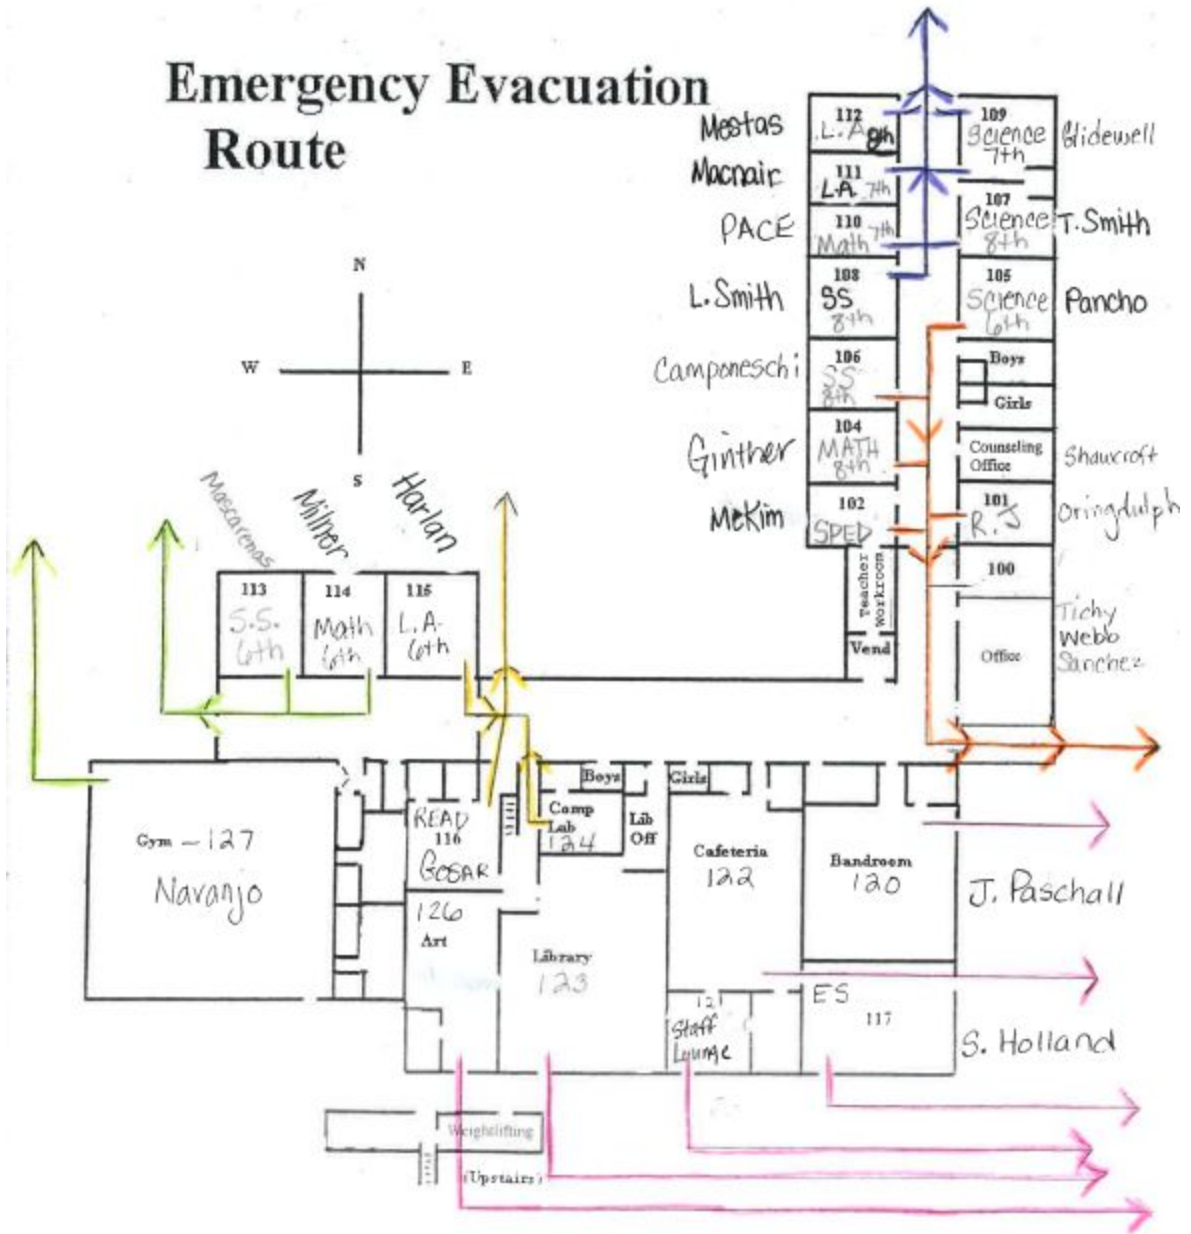 Emergency Evacuation
Route
N
W
E
S
Mestas
112
L.A 8th
109
Science
7th
Glidewell
Macnair
111
L.A. 7th
PACE
110
Math 7th
107
Science
8th
T. Smith
L. Smith
108
SS
8th
105
Science
6th
Pancho
Camponeschi
106
SS
8th
Boys
Girls
Ginther
104
MATH
8th
Counseling
Office
McKim
102
SPED
101
R. J
Oringdulph
100
Teacher
Workroom
Vend
Office
Tichy
Webb
Sanchez
Mascarenas
Milner
Harlan
113
S.S.
6th
114
Math
6th
115
L.A.
6th
Gym - 127
Naranjo
READ
116
GOSAR
126
Art
Comp
Lab
124
Boys
Lib
Off
Girls
Library
123
Cafeteria
122
Bandroom
120
J. Paschall
121
Staff
Lounge
ES
117
S. Holland
Weightlifting
(Upstairs)